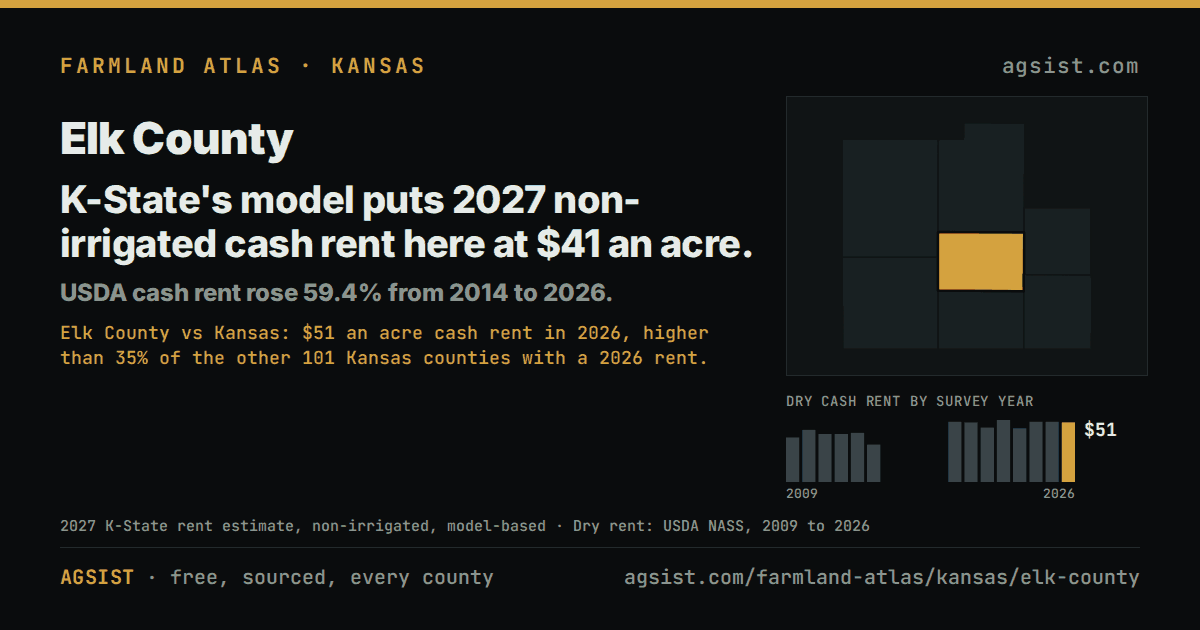 FARMLAND ATLAS · KANSAS
agsist.com
Elk County
K-State's model puts 2027 non-
irrigated cash rent here at $41 an acre.
USDA cash rent rose 59.4% from 2014 to 2026.
Elk County vs Kansas: $51 an acre cash rent in 2026, higher
than 35% of the other 101 Kansas counties with a 2026 rent.
DRY CASH RENT BY SURVEY YEAR
$51
2009
2026
2027 K-State rent estimate, non-irrigated, model-based · Dry rent: USDA NASS, 2009 to 2026
AGSIST · free, sourced, every county
agsist.com/farmland-atlas/kansas/elk-county